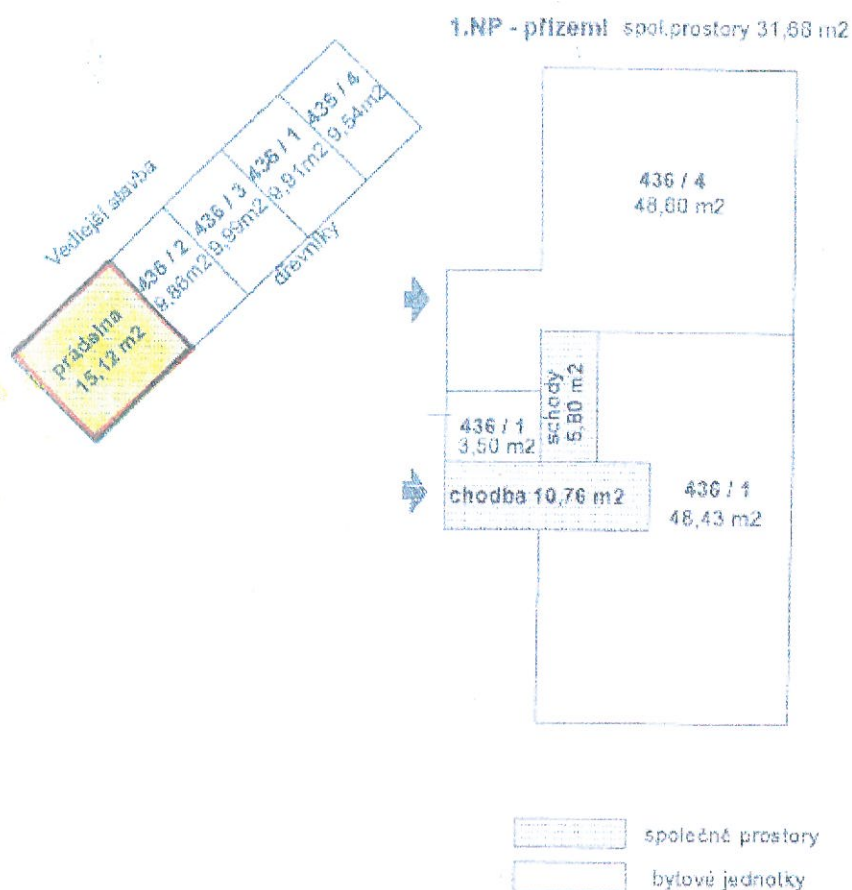 1.NP - přízemí spol.prostory 31,68 m2
Vedlejší stavba
436 / 4
9,54m2
436 / 1
9,91m2
436 / 3
9,99m2
436 / 2
9,86m2
dřevníky
prádelna
15,12 m2
436 / 4
48,60 m2
schody
5,80 m2
436 / 1
3,50 m2
chodba 10,76 m2
436 / 1
48,43 m2
společné prostory
bytové jednotky